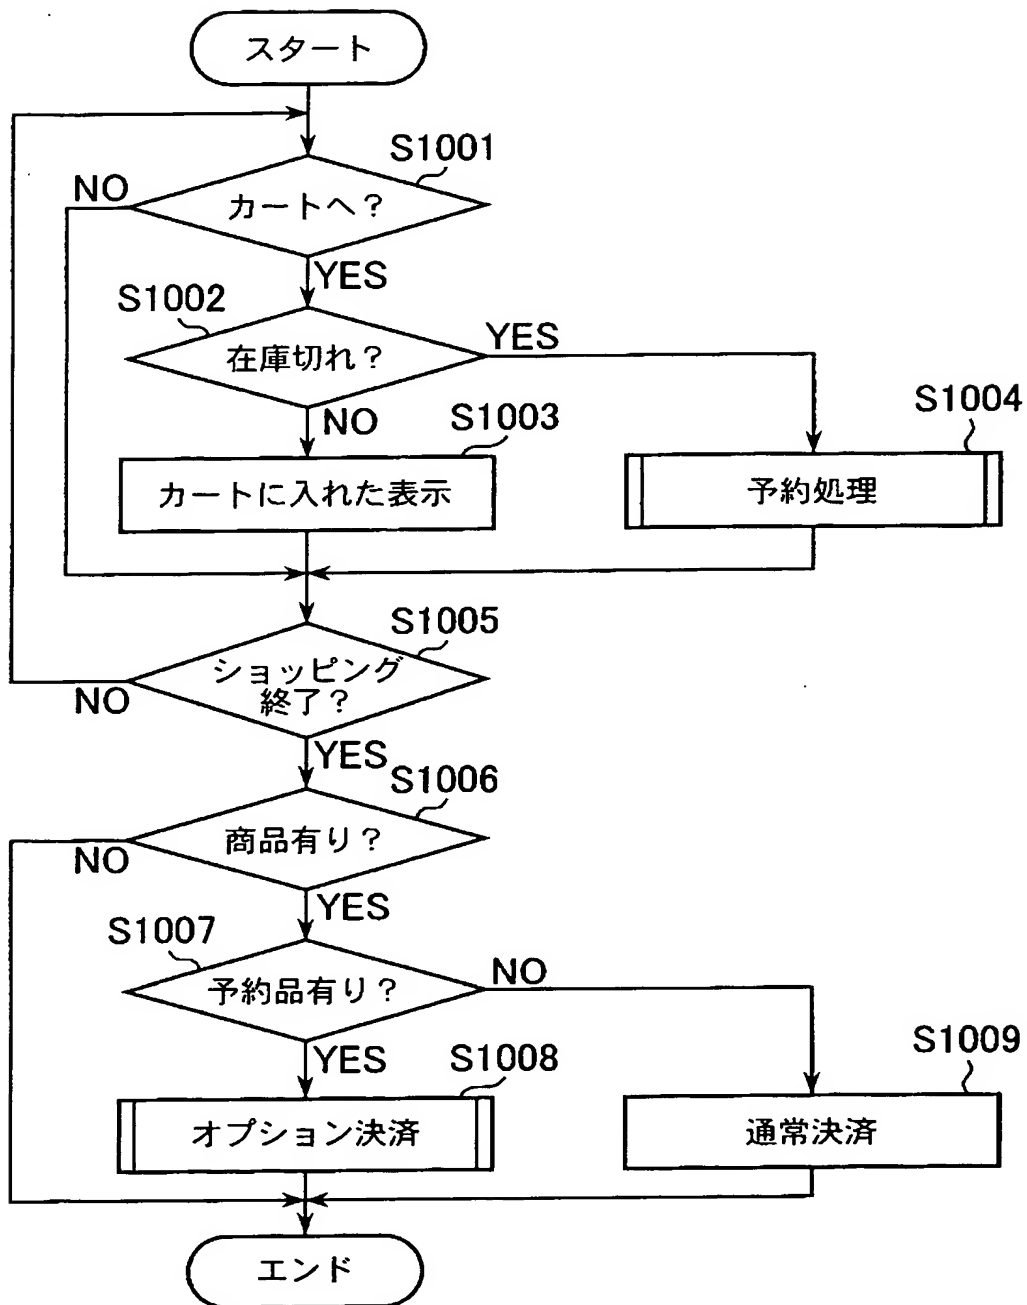 スタート
S1001
NO
カートへ？
YES
S1002
在庫切れ？
YES
NO
S1003
S1004
カートに入れた表示
予約処理
S1005
ショッピング
終了？
NO
YES
S1006
商品有り？
NO
YES
S1007
予約品有り？
NO
YES
S1008
S1009
オプション決済
通常決済
エンド